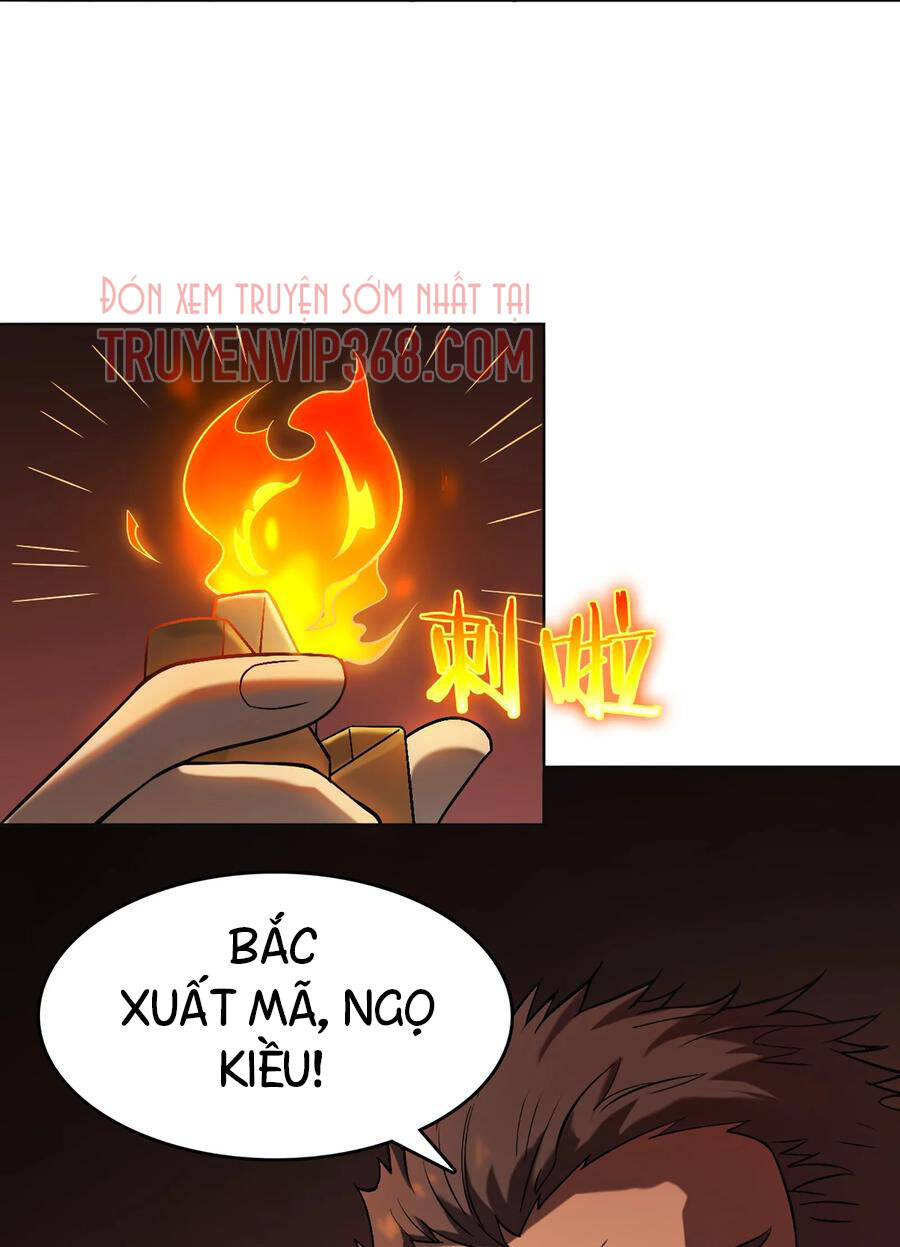 ĐÓN XEM TRUYỆN SỚM NHẤT TẠI
TRUYENVIP368.COM
刺啦
BẮC
XUẤT MÃ, NGỌ
KIỀU!